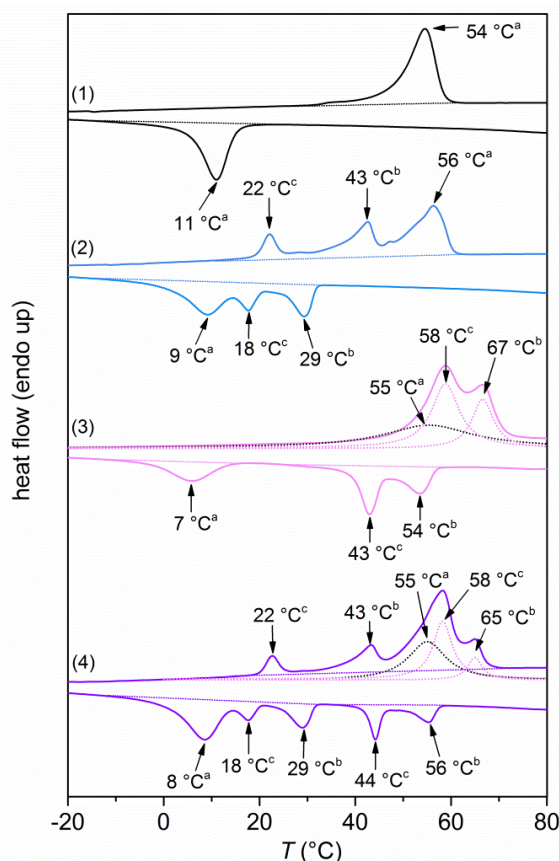 54 °Cᵃ
(1)
11 °Cᵃ
22 °Cᶜ
43 °Cᵇ
56 °Cᵃ
(2)
9 °Cᵃ
18 °Cᶜ
29 °Cᵇ
58 °Cᶜ
67 °Cᵇ
55 °Cᵃ
(3)
7 °Cᵃ
43 °Cᶜ
54 °Cᵇ
55 °Cᵃ
58 °Cᶜ
22 °Cᶜ
43 °Cᵇ
65 °Cᵇ
(4)
8 °Cᵃ
18 °Cᶜ
29 °Cᵇ
44 °Cᶜ
56 °Cᵇ
heat flow (endo up)
-20 0 20 40 60 80
T (°C)